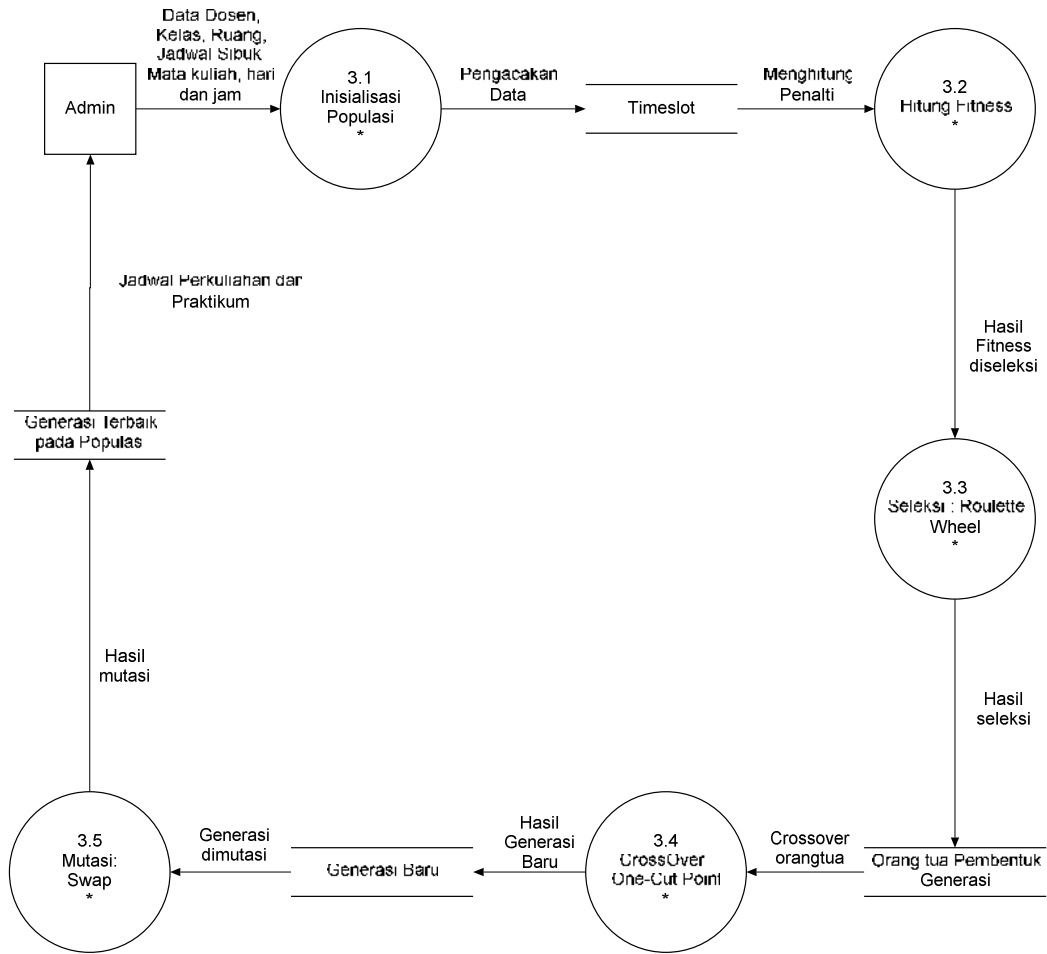 Data Dosen,
Kelas, Ruang,
Jadwal Sibuk
Mata kuliah, hari
dan jam
Admin
3.1
Inisialisasi
Populasi
*
Pengacakan
Data
Timeslot
Menghitung
Penalti
3.2
Hitung Fitness
*
Hasil
Fitness
diseleksi
3.3
Seleksi : Roulette
Wheel
*
Hasil
seleksi
Orang tua Pembentuk
Generasi
Crossover
orangtua
3.4
CrossOver
One-Cut Point
*
Hasil
Generasi
Baru
Generasi Baru
Generasi
dimutasi
3.5
Mutasi:
Swap
*
Hasil
mutasi
Generasi Terbaik
pada Populas
Jadwal Perkuliahan dan
Praktikum